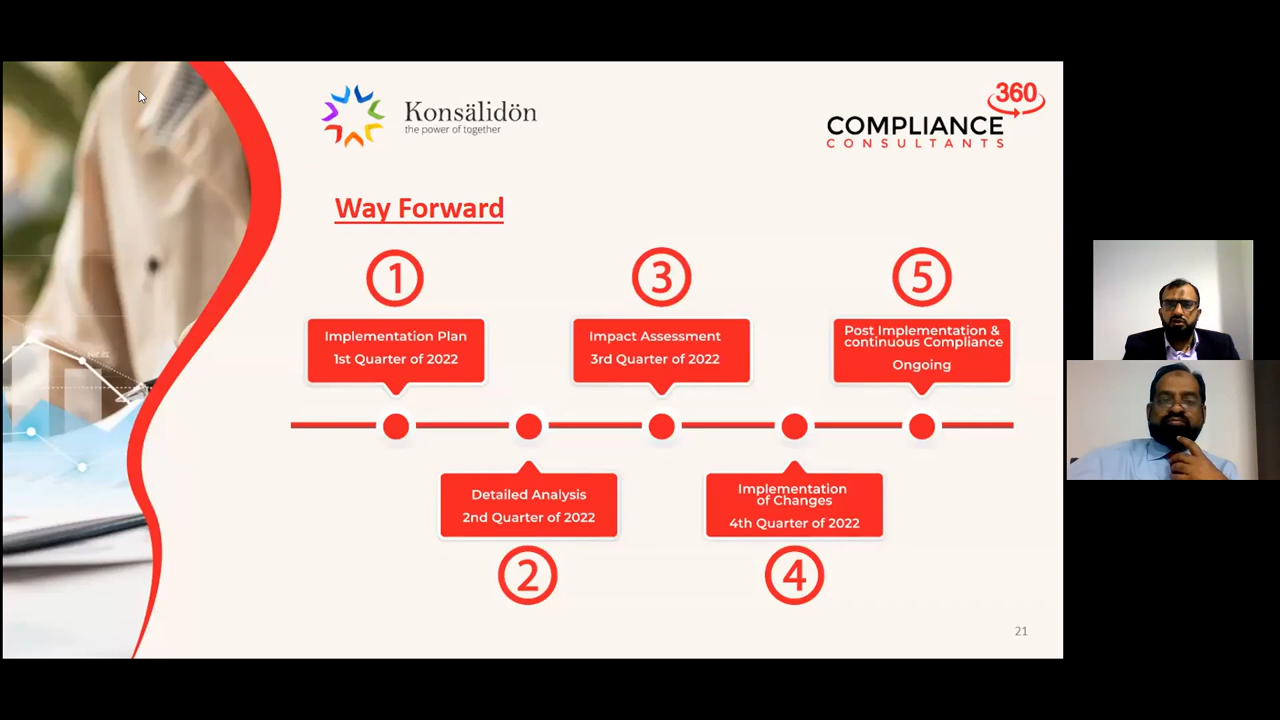 Konsälidön
the power of together
360
COMPLIANCE
CONSULTANTS
Way Forward
1
Implementation Plan
1st Quarter of 2022
2
Detailed Analysis
2nd Quarter of 2022
3
Impact Assessment
3rd Quarter of 2022
4
Implementation
of Changes
4th Quarter of 2022
5
Post Implementation &
continuous Compliance
Ongoing
21